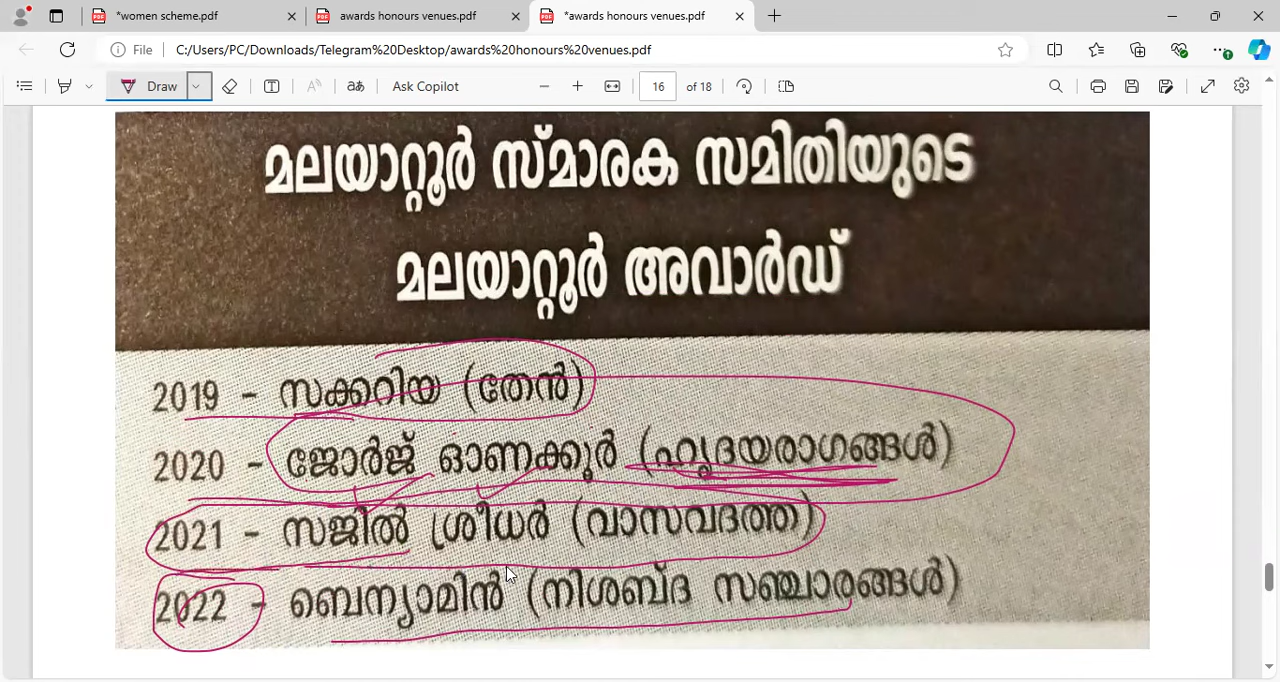 *women scheme.pdf
awards honours venues.pdf
*awards honours venues.pdf
File
C:/Users/PC/Downloads/Telegram%20Desktop/awards%20honours%20venues.pdf
Draw
Ask Copilot
16 of 18
മലയാറ്റൂർ സ്മാരക സമിതിയുടെ
മലയാറ്റൂർ അവാർഡ്
2019 - സക്കറിയ (തേൻ)
2020 - ജോർജ് ഓണക്കൂർ (ഹൃദയരാഗങ്ങൾ)
2021 - സജിൽ ശ്രീധർ (വാസവദത്ത)
2022 - ബെന്യാമിൻ (നിശബ്ദ സഞ്ചാരങ്ങൾ)